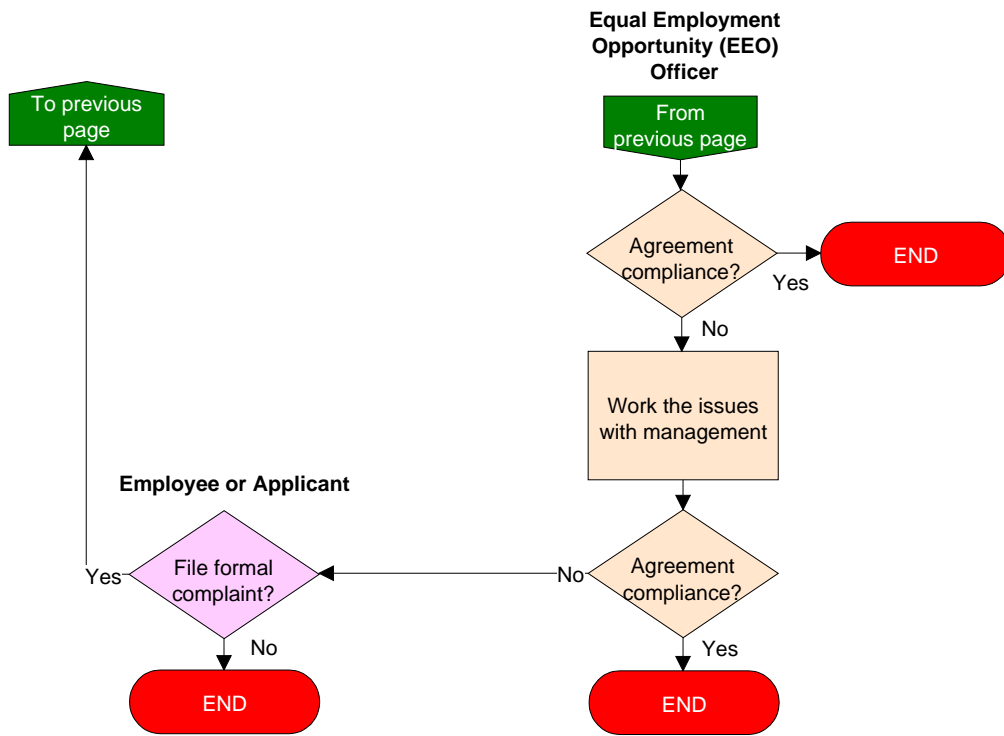 Equal Employment
Opportunity (EEO)
Officer
To previous
page
From
previous page
Agreement
compliance?
Yes
END
No
Work the issues
with management
Employee or Applicant
Yes
File formal
complaint?
No
Agreement
compliance?
No
END
Yes
END